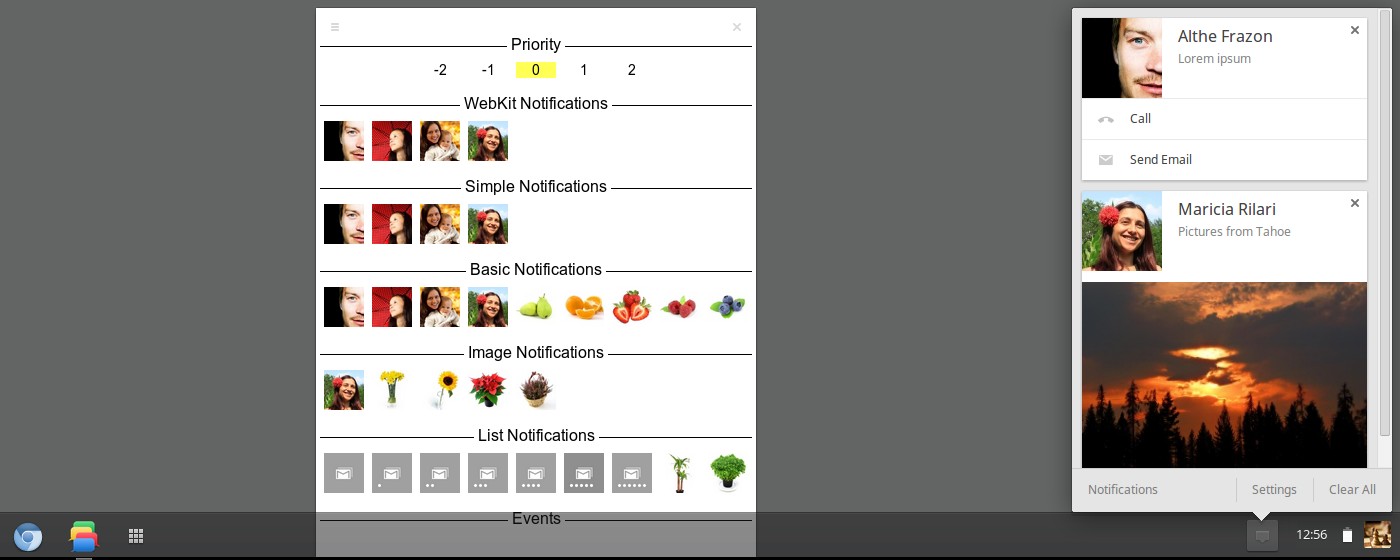 Priority
-2 -1 0 1 2
WebKit Notifications
Simple Notifications
Basic Notifications
Image Notifications
List Notifications
Events
Althe Frazon
Lorem ipsum
Call
Send Email
Maricia Rilari
Pictures from Tahoe
Notifications Settings Clear All
12:56